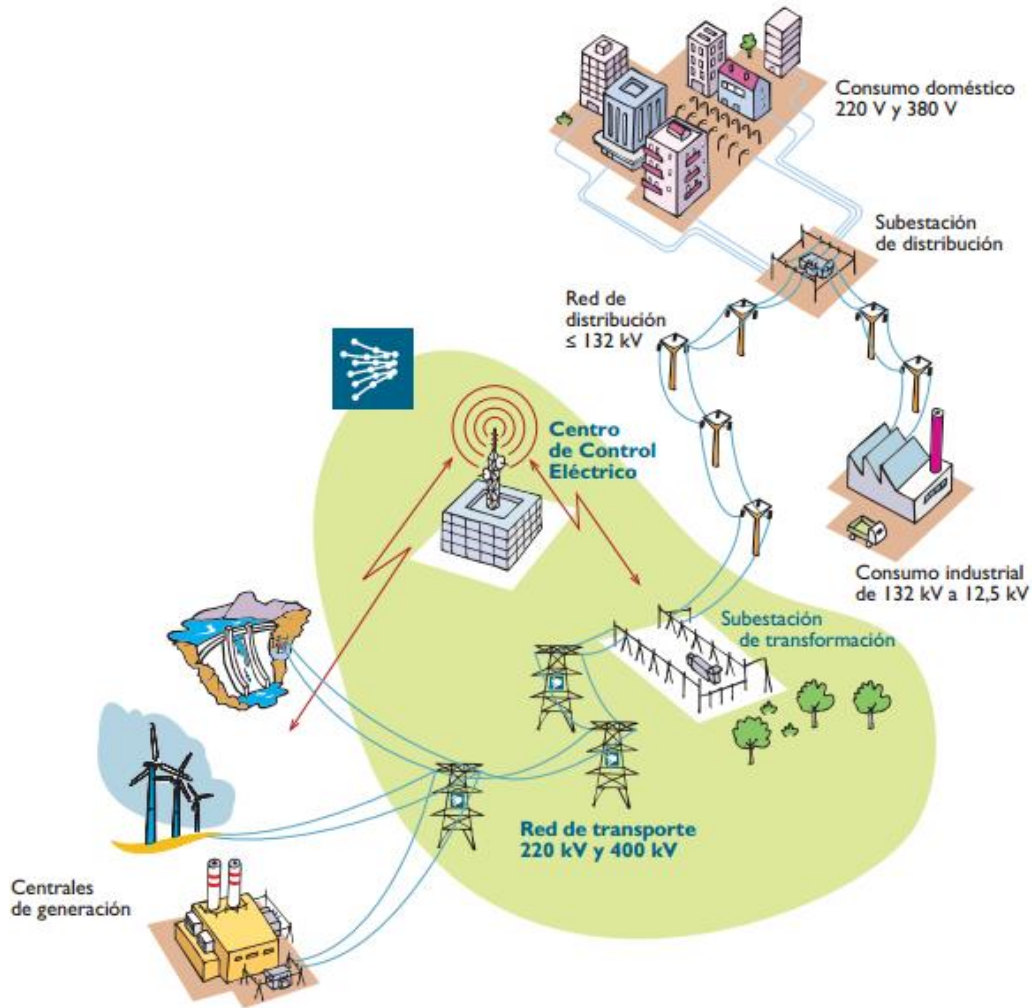 Consumo doméstico
220 V y 380 V
Subestación
de distribución
Red de
distribución
≤ 132 kV
Centro
de Control
Eléctrico
Consumo industrial
de 132 kV a 12,5 kV
Subestación
de transformación
Red de transporte
220 kV y 400 kV
Centrales
de generación